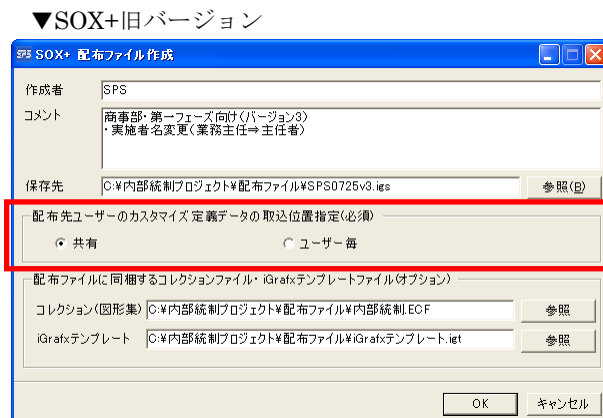 ▼SOX+旧バージョン
SPS SOX+ 配布ファイル作成
作成者 SPS
コメント 商事部・第一フェーズ向け(バージョン3)
・実施者名変更(業務主任⇒主任者)
保存先 C:¥内部統制プロジェクト¥配布ファイル¥SPS0725v3.igs 参照(B)
配布先ユーザーのカスタマイズ定義データの取込位置指定(必須)
共有 ユーザー毎
配布ファイルに同梱するコレクションファイル・iGrafxテンプレートファイル(オプション)
コレクション(図形集) C:¥内部統制プロジェクト¥配布ファイル¥内部統制.ECF 参照
iGrafxテンプレート C:¥内部統制プロジェクト¥配布ファイル¥iGrafxテンプレート.igt 参照
OK キャンセル